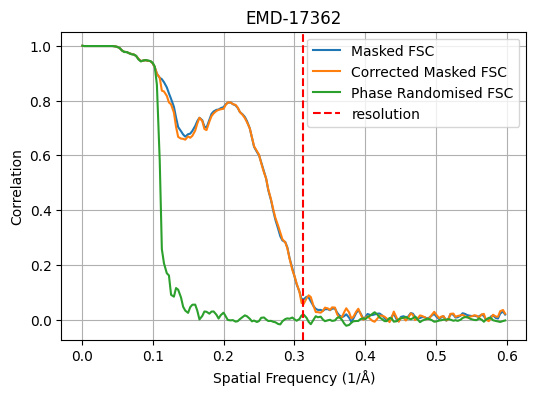 EMD-17362
Masked FSC
Corrected Masked FSC
Phase Randomised FSC
resolution
Correlation
1.0
0.8
0.6
0.4
0.2
0.0
0.0 0.1 0.2 0.3 0.4 0.5 0.6
Spatial Frequency (1/Å)